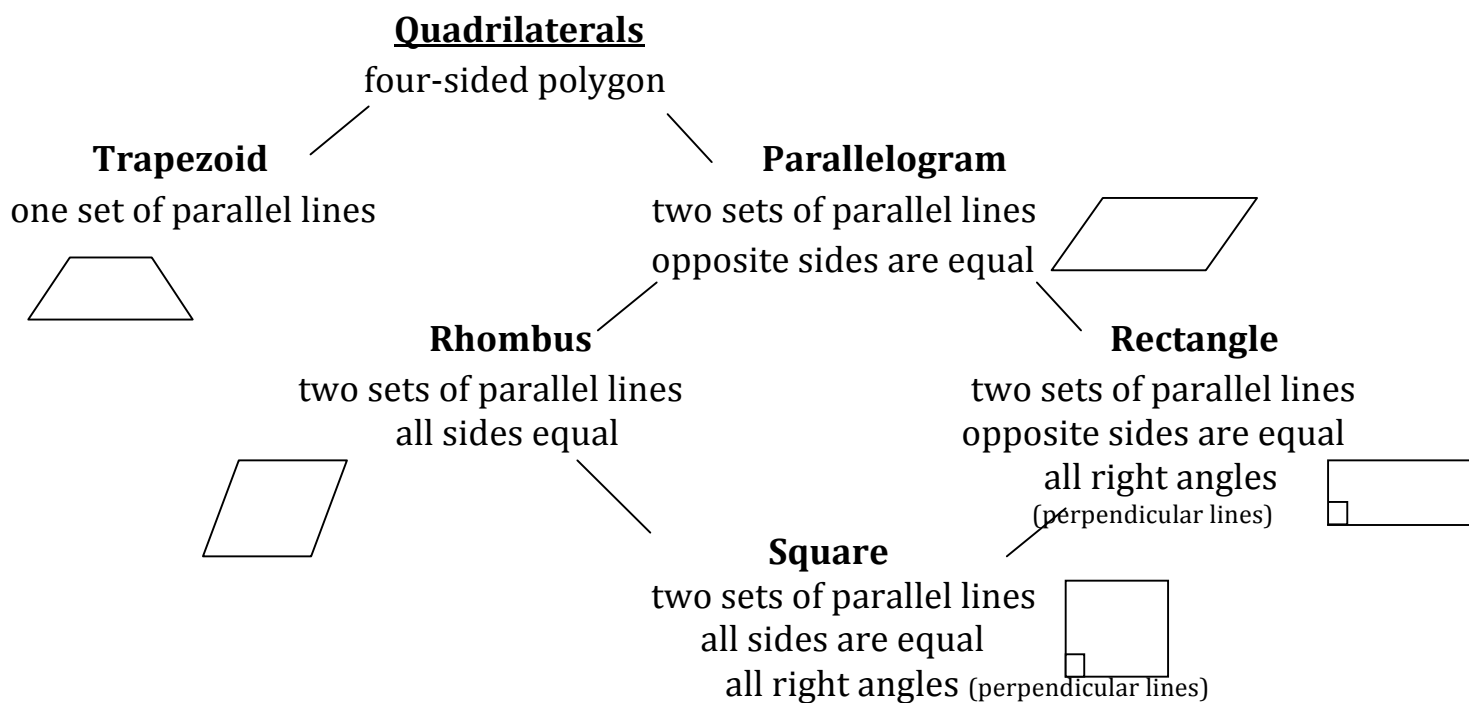 Quadrilaterals
four-sided polygon
Trapezoid
one set of parallel lines
Parallelogram
two sets of parallel lines
opposite sides are equal
Rhombus
two sets of parallel lines
all sides equal
Rectangle
two sets of parallel lines
opposite sides are equal
all right angles
(perpendicular lines)
Square
two sets of parallel lines
all sides are equal
all right angles (perpendicular lines)